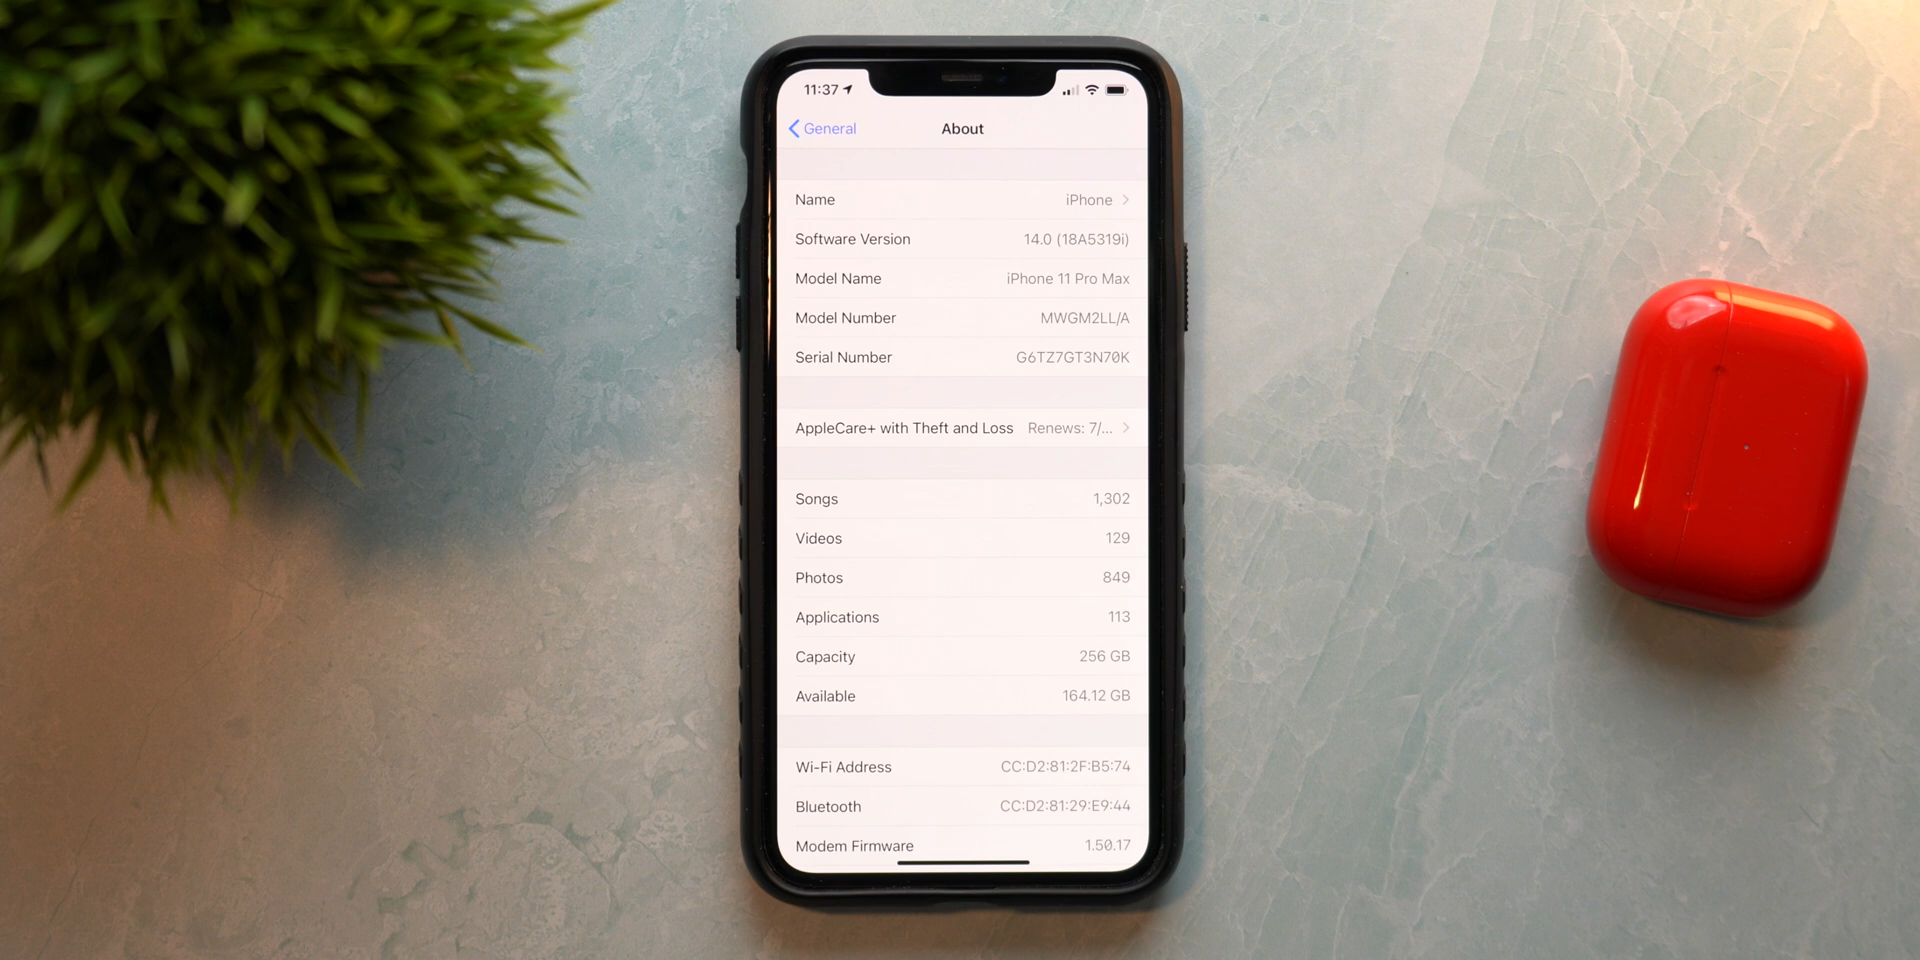 11:37
General
About
Name iPhone
Software Version 14.0 (18A5319i)
Model Name iPhone 11 Pro Max
Model Number MWGM2LL/A
Serial Number G6TZ7GT3N70K
AppleCare+ with Theft and Loss Renews: 7/...
Songs 1,302
Videos 129
Photos 849
Applications 113
Capacity 256 GB
Available 164.12 GB
Wi-Fi Address CC:D2:81:2F:B5:74
Bluetooth CC:D2:81:29:E9:44
Modem Firmware 1.50.17